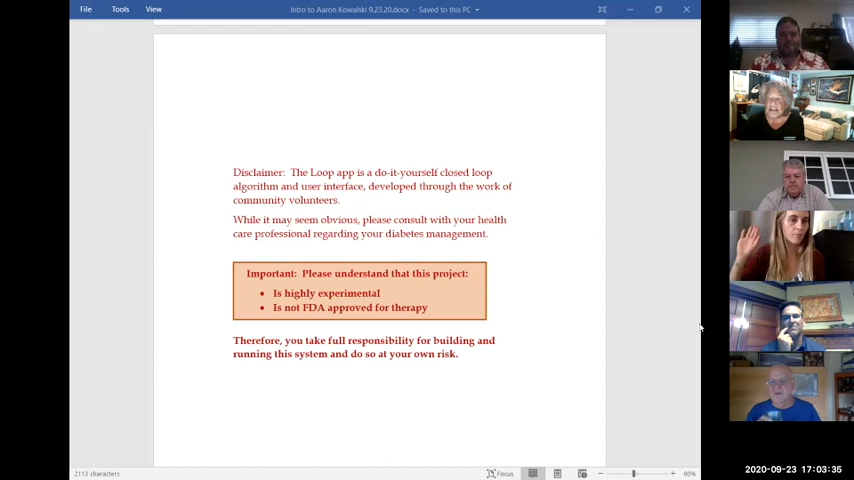 File Tools View Intro to Aaron Kowalski 9.23.20.docx - Saved to this PC
Disclaimer: The Loop app is a do-it-yourself closed loop
algorithm and user interface, developed through the work of
community volunteers.
While it may seem obvious, please consult with your health
care professional regarding your diabetes management.
Important: Please understand that this project:
• Is highly experimental
• Is not FDA approved for therapy
Therefore, you take full responsibility for building and
running this system and do so at your own risk.
2113 characters Focus 90%
2020-09-23 17:03:35